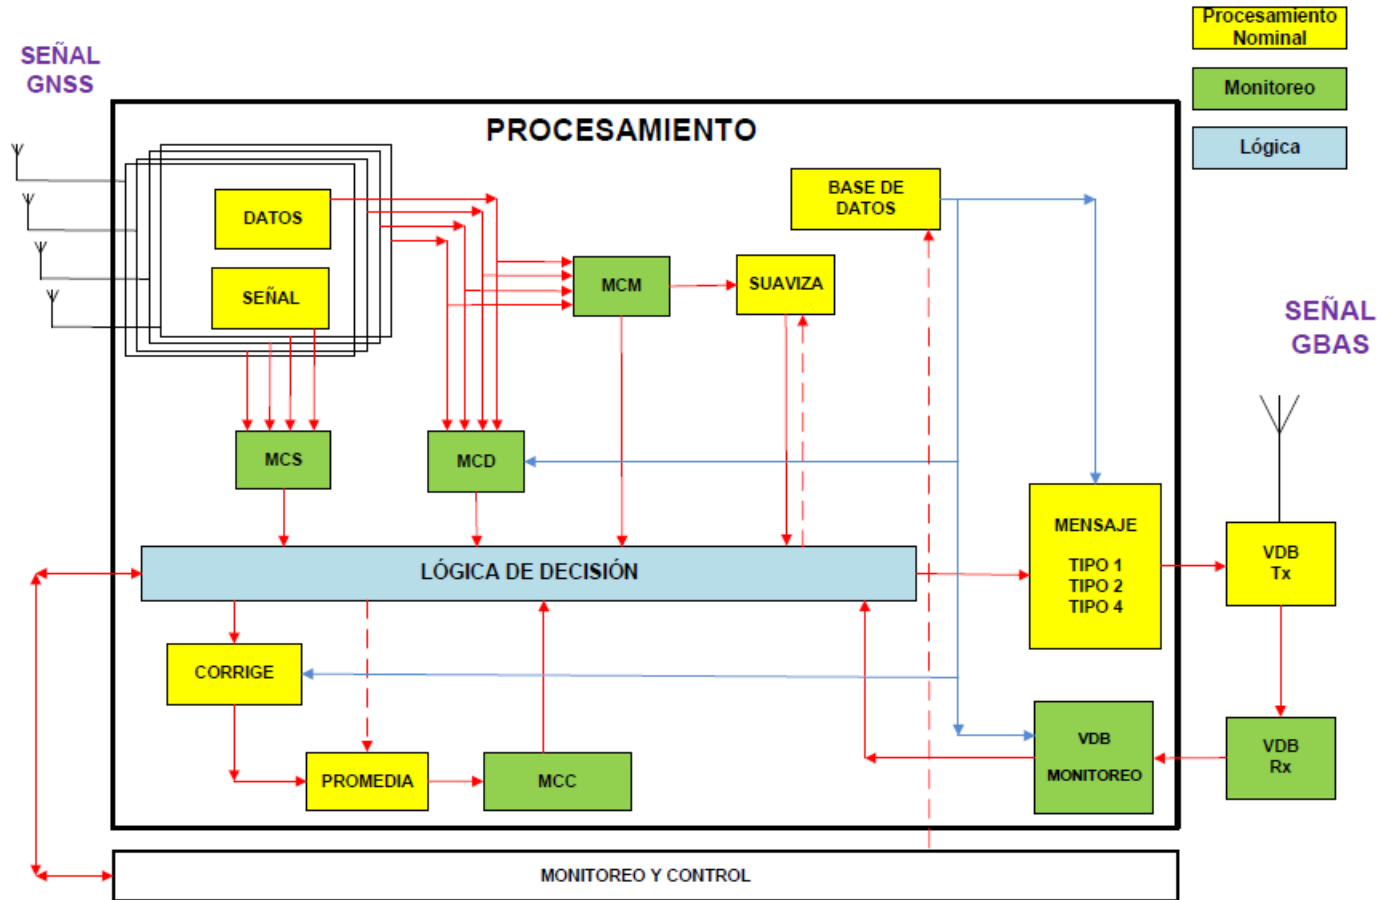 Procesamiento
Nominal
SEÑAL
GNSS
Monitoreo
PROCESAMIENTO
Lógica
BASE DE
DATOS
DATOS
MCM
SUAVIZA
SEÑAL
SEÑAL
GBAS
MCS
MCD
MENSAJE
TIPO 1
TIPO 2
TIPO 4
VDB
Tx
LÓGICA DE DECISIÓN
CORRIGE
VDB
MONITOREO
VDB
Rx
PROMEDIA
MCC
MONITOREO Y CONTROL